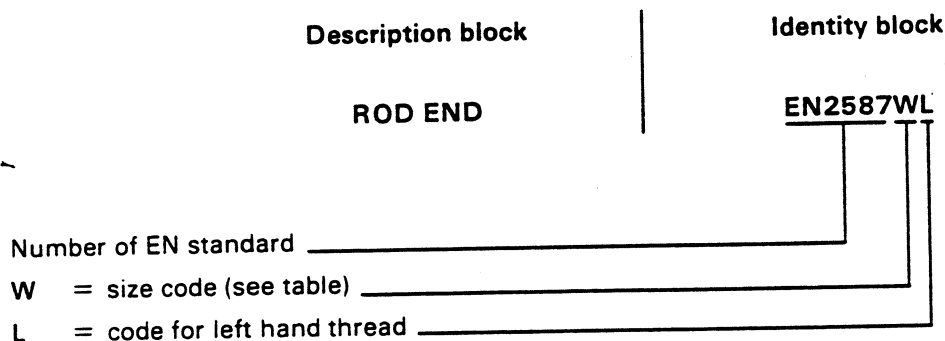 Description block Identity block
ROD END EN2587WL
Number of EN standard
W = size code (see table)
L = code for left hand thread